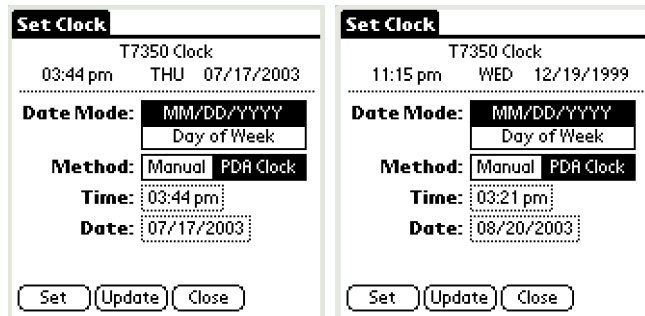 Set Clock
T7350 Clock
03:44 pm THU 07/17/2003
Date Mode: MM/DD/YYYY
Day of Week
Method: Manual PDA Clock
Time: 03:44 pm
Date: 07/17/2003
Set Update Close
Set Clock
T7350 Clock
11:15 pm WED 12/19/1999
Date Mode: MM/DD/YYYY
Day of Week
Method: Manual PDA Clock
Time: 03:21 pm
Date: 08/20/2003
Set Update Close